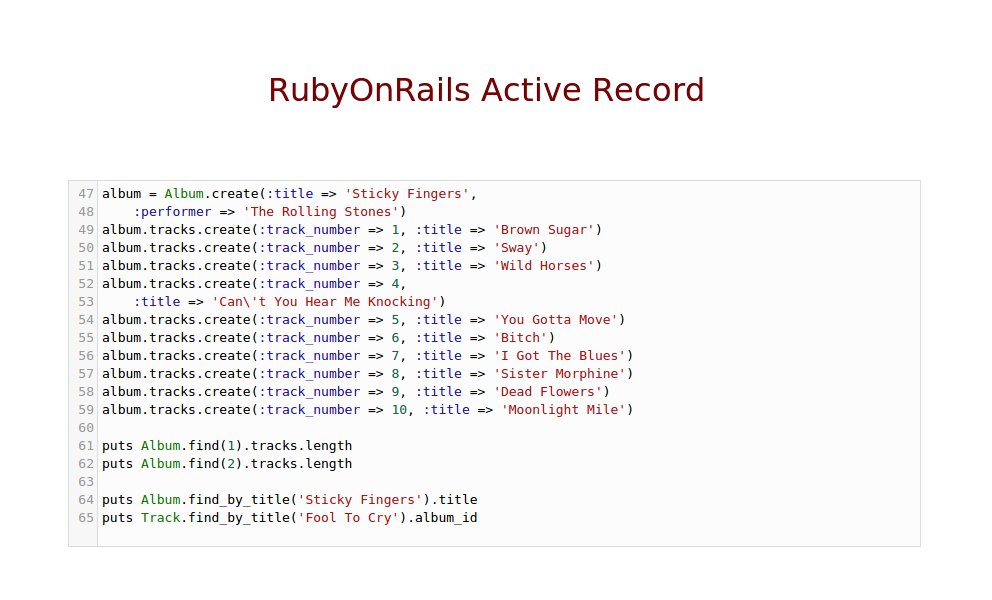 RubyOnRails Active Record
47 album = Album.create(:title => 'Sticky Fingers',
48     :performer => 'The Rolling Stones')
49 album.tracks.create(:track_number => 1, :title => 'Brown Sugar')
50 album.tracks.create(:track_number => 2, :title => 'Sway')
51 album.tracks.create(:track_number => 3, :title => 'Wild Horses')
52 album.tracks.create(:track_number => 4,
53     :title => 'Can\'t You Hear Me Knocking')
54 album.tracks.create(:track_number => 5, :title => 'You Gotta Move')
55 album.tracks.create(:track_number => 6, :title => 'Bitch')
56 album.tracks.create(:track_number => 7, :title => 'I Got The Blues')
57 album.tracks.create(:track_number => 8, :title => 'Sister Morphine')
58 album.tracks.create(:track_number => 9, :title => 'Dead Flowers')
59 album.tracks.create(:track_number => 10, :title => 'Moonlight Mile')
60
61 puts Album.find(1).tracks.length
62 puts Album.find(2).tracks.length
63
64 puts Album.find_by_title('Sticky Fingers').title
65 puts Track.find_by_title('Fool To Cry').album_id